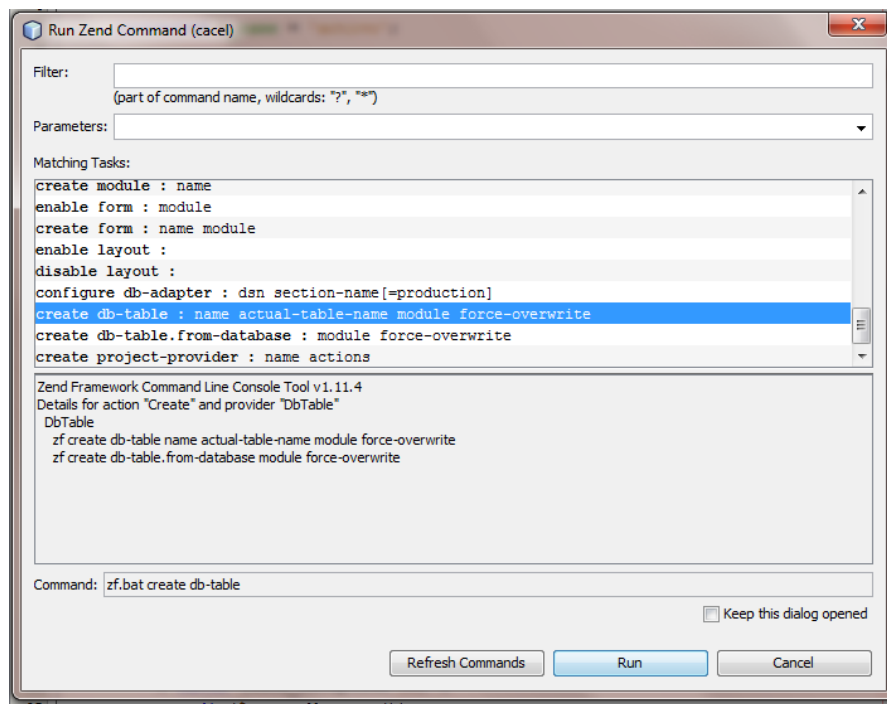 Run Zend Command (cacel)
Filter:
(part of command name, wildcards: "?", "*")
Parameters:
Matching Tasks:
create module : name
enable form : module
create form : name module
enable layout :
disable layout :
configure db-adapter : dsn section-name[=production]
create db-table : name actual-table-name module force-overwrite
create db-table.from-database : module force-overwrite
create project-provider : name actions
Zend Framework Command Line Console Tool v1.11.4
Details for action "Create" and provider "DbTable"
DbTable
zf create db-table name actual-table-name module force-overwrite
zf create db-table.from-database module force-overwrite
Command: zf.bat create db-table
Keep this dialog opened
Refresh Commands Run Cancel